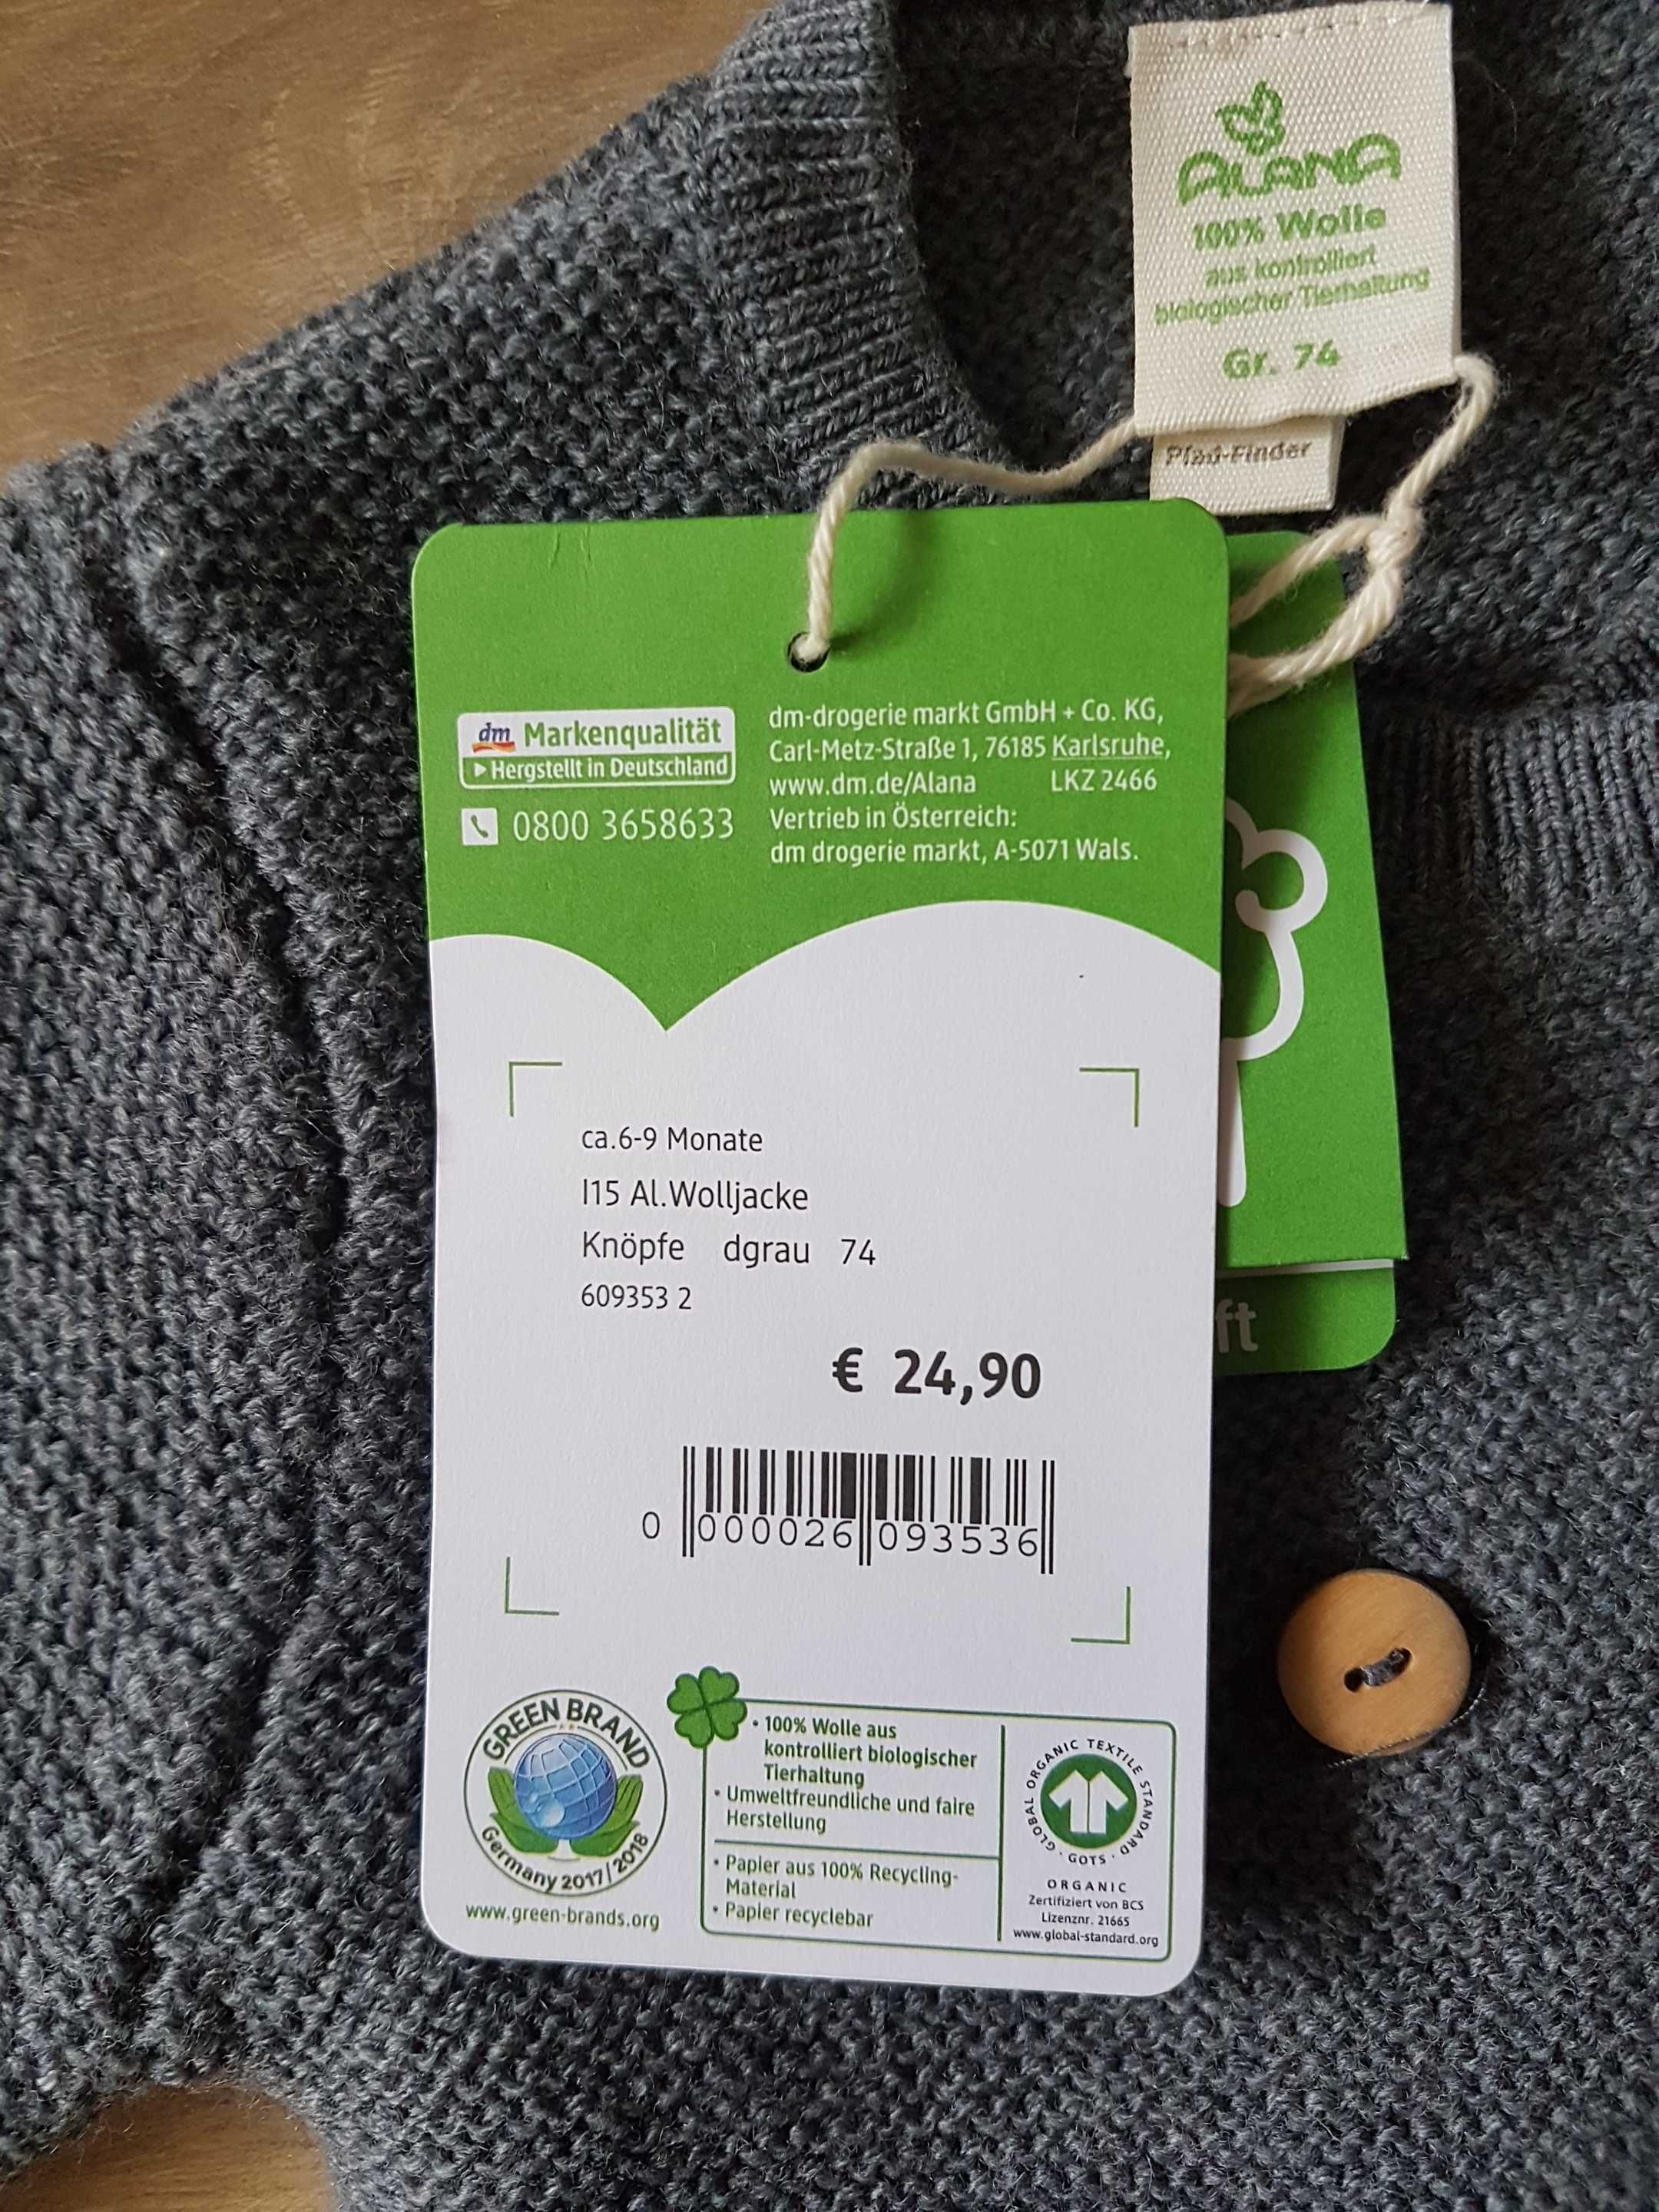 ALANA
100% Wolle
aus kontrolliert
biologischer Tierhaltung
Gr. 74
Pfad-Finder
dm Markenqualität
Hergstellt in Deutschland
0800 3658633
dm-drogerie markt GmbH + Co. KG,
Carl-Metz-Straße 1, 76185 Karlsruhe,
www.dm.de/Alana LKZ 2466
Vertrieb in Österreich:
dm drogerie markt, A-5071 Wals.
ca.6-9 Monate
I15 Al.Wolljacke
Knöpfe dgrau 74
609353 2
€ 24,90
0 000026 093536
ft
GREEN BRAND
Germany 2017/2018
www.green-brands.org
• 100% Wolle aus
kontrolliert biologischer
Tierhaltung
• Umweltfreundliche und faire
Herstellung
• Papier aus 100% Recycling-
Material
• Papier recyclebar
GLOBAL ORGANIC TEXTILE STANDARD · GOTS ·
ORGANIC
Zertifiziert von BCS
Lizenznr. 21665
www.global-standard.org